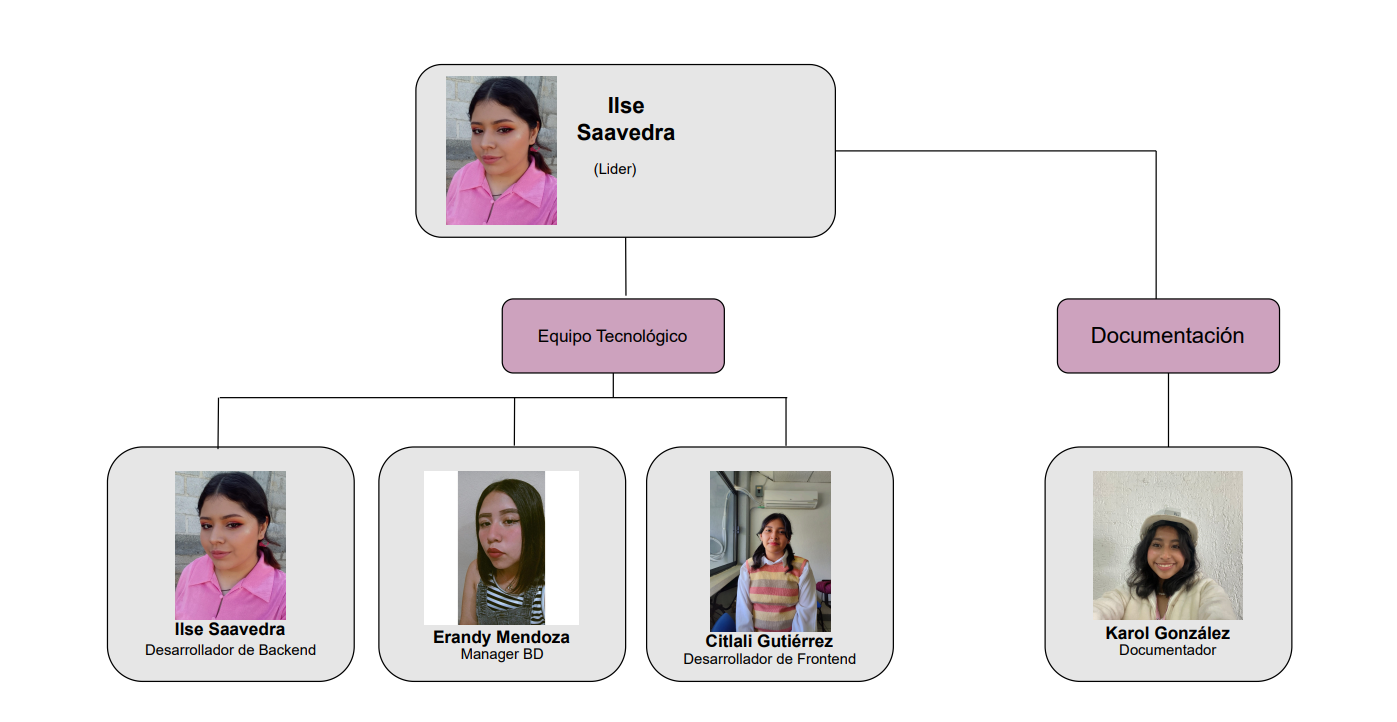 Ilse
Saavedra
(Lider)
Equipo Tecnológico
Documentación
Ilse Saavedra
Desarrollador de Backend
Erandy Mendoza
Manager BD
Citlali Gutiérrez
Desarrollador de Frontend
Karol González
Documentador